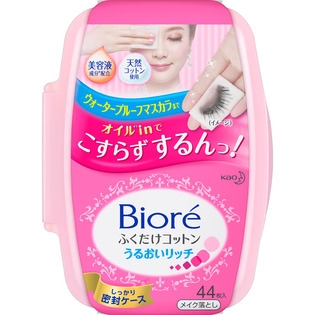 美容液
成分*配合
天然
コットン
使用
ウォータープルーフマスカラまで
(イメージ)
オイルinで
こすらずするんっ!
Kao
Bioré
ふくだけコットン
うるおいリッチ
しっかり
密封ケース
44枚入
メイク落とし